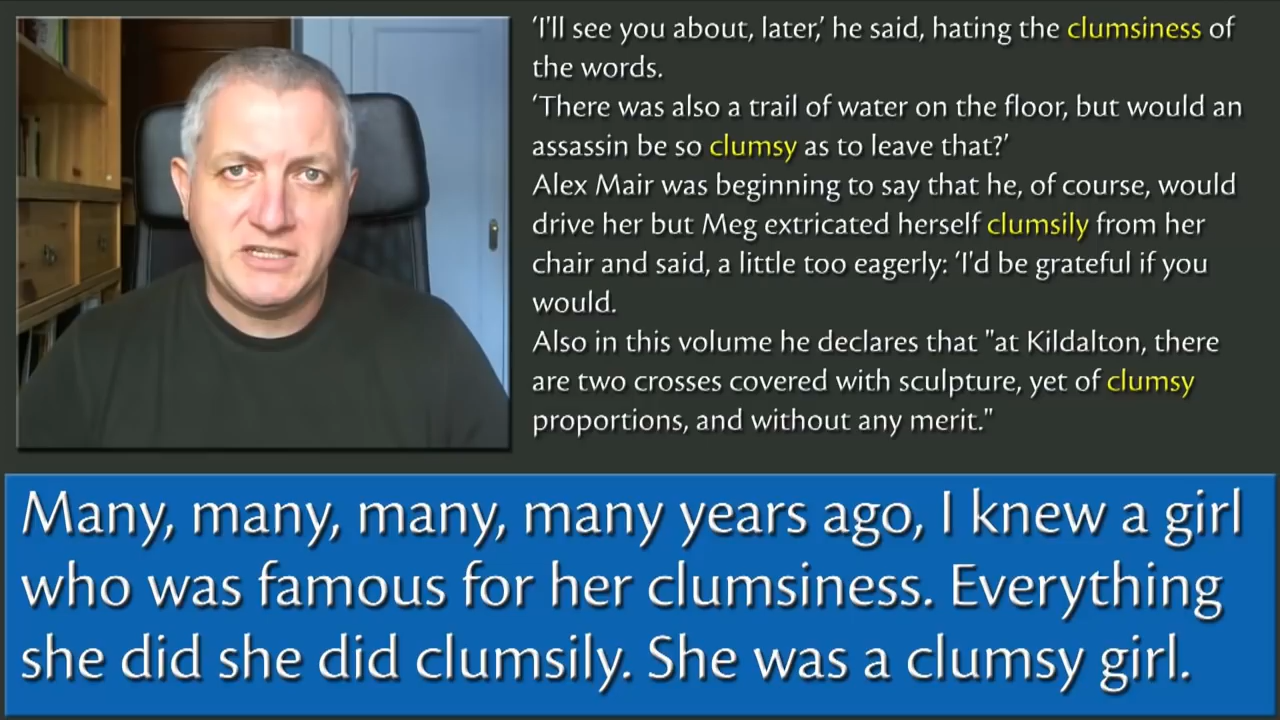 ‘I'll see you about, later,’ he said, hating the clumsiness of
the words.
‘There was also a trail of water on the floor, but would an
assassin be so clumsy as to leave that?’
Alex Mair was beginning to say that he, of course, would
drive her but Meg extricated herself clumsily from her
chair and said, a little too eagerly: ‘I'd be grateful if you
would.
Also in this volume he declares that "at Kildalton, there
are two crosses covered with sculpture, yet of clumsy
proportions, and without any merit."
Many, many, many, many years ago, I knew a girl
who was famous for her clumsiness. Everything
she did she did clumsily. She was a clumsy girl.